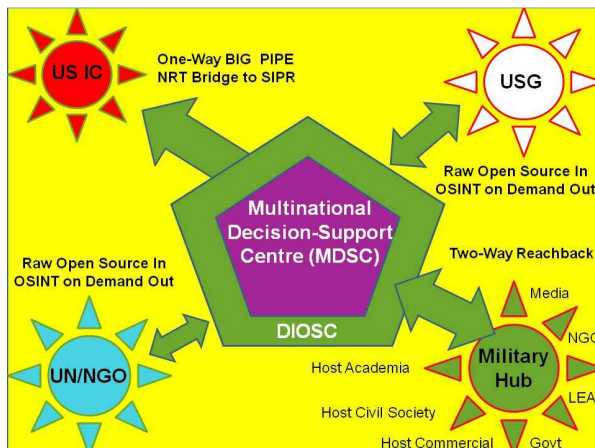 US IC
One-Way BIG PIPE
NRT Bridge to SIPR
USG
Raw Open Source In
OSINT on Demand Out
Multinational
Decision-Support
Centre (MDSC)
DIOSC
Raw Open Source In
OSINT on Demand Out
UN/NGO
Two-Way Reachback
Media
NGO
Military
Hub
Host Academia
LEA
Host Civil Society
Host Commercial
Govt